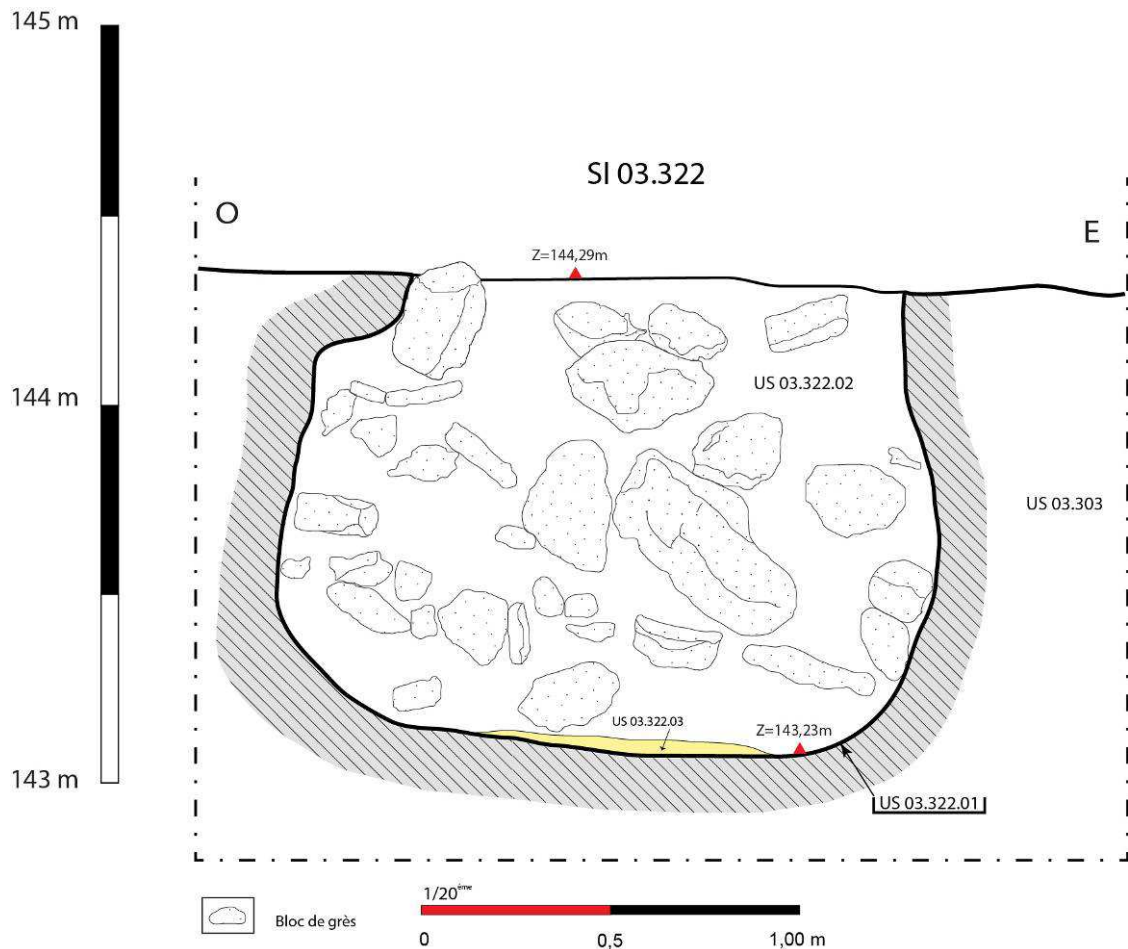 145 m
SI 03.322
O
E
Z=144,29m
US 03.322.02
144 m
US 03.303
US 03.322.03
Z=143,23m
143 m
US 03.322.01
1/20ème
Bloc de grès
0
0,5
1,00 m